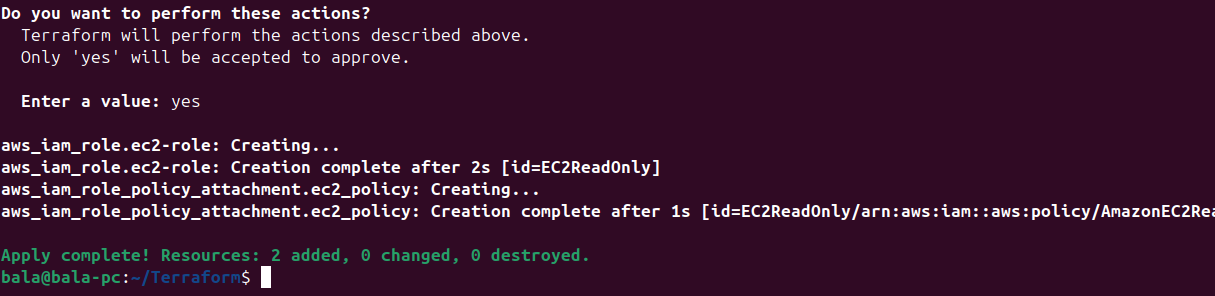 Do you want to perform these actions?
Terraform will perform the actions described above.
Only 'yes' will be accepted to approve.
Enter a value: yes
aws_iam_role.ec2-role: Creating...
aws_iam_role.ec2-role: Creation complete after 2s [id=EC2ReadOnly]
aws_iam_role_policy_attachment.ec2_policy: Creating...
aws_iam_role_policy_attachment.ec2_policy: Creation complete after 1s [id=EC2ReadOnly/arn:aws:iam::aws:policy/AmazonEC2Rea
Apply complete! Resources: 2 added, 0 changed, 0 destroyed.
bala@bala-pc:~/Terraform$